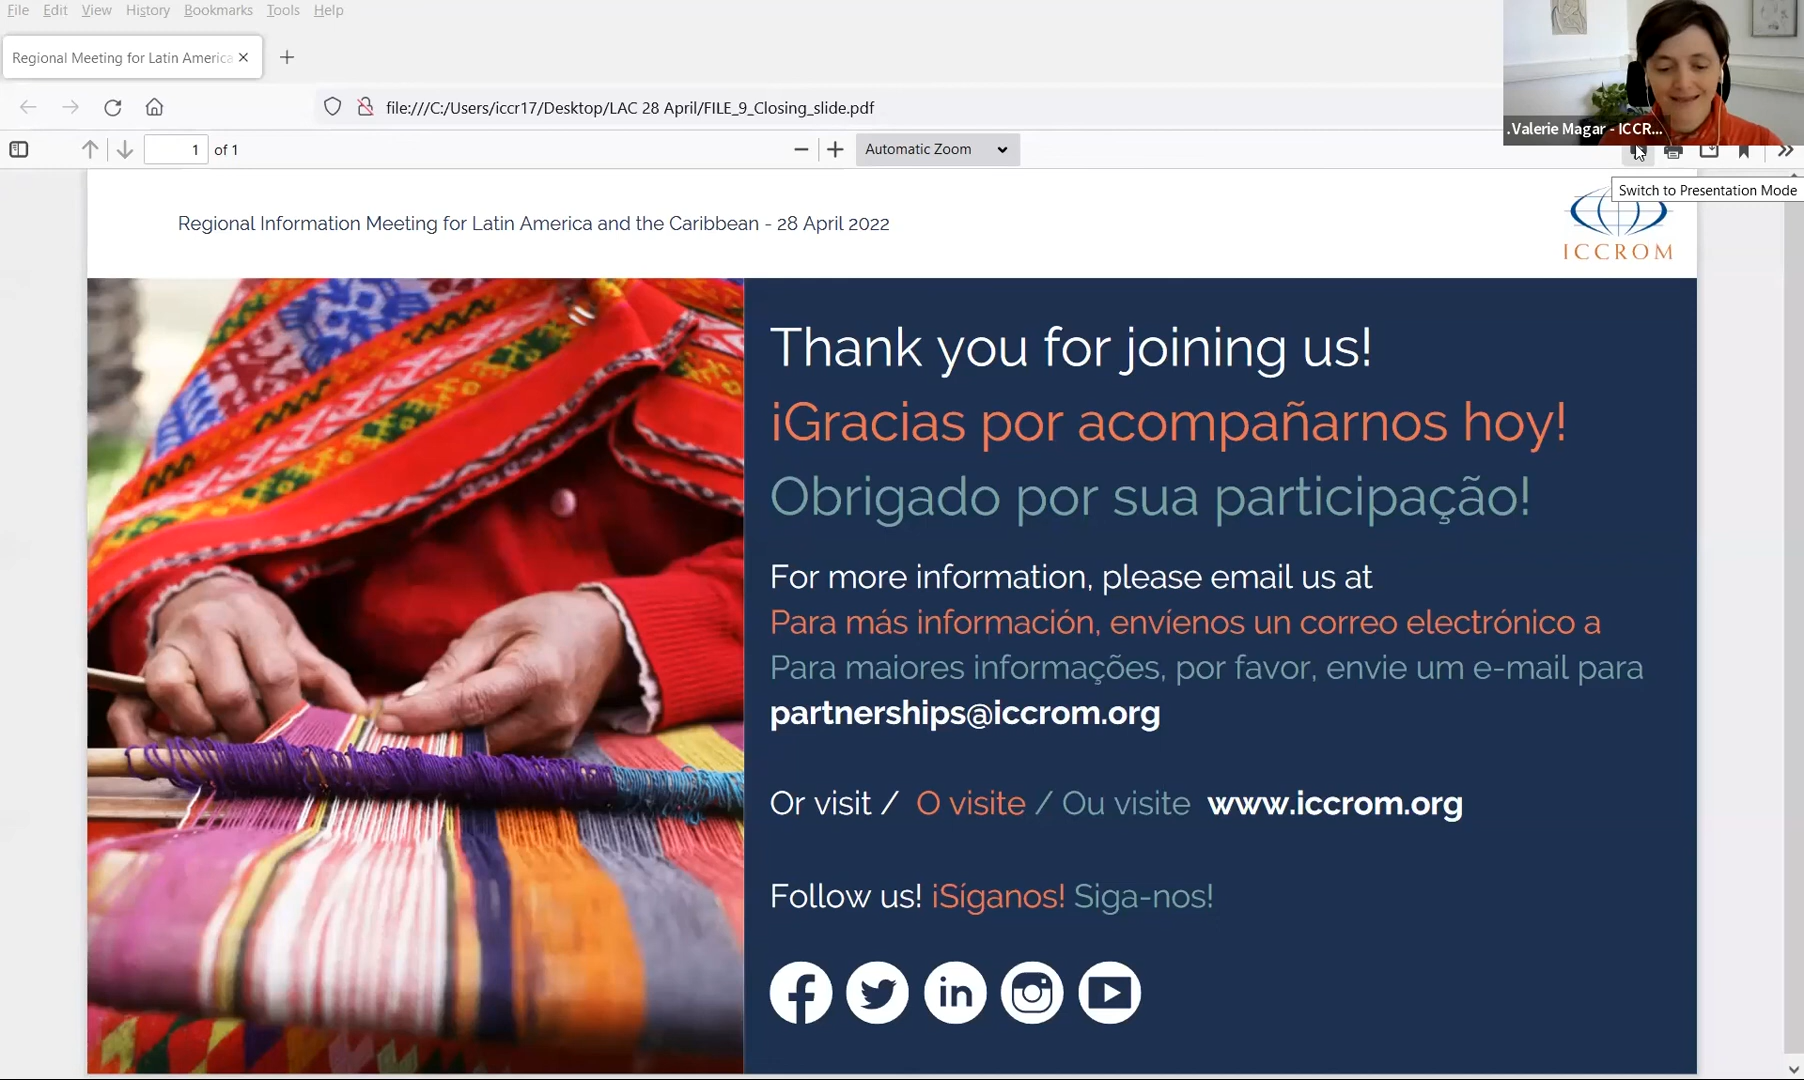 File Edit View History Bookmarks Tools Help
Regional Meeting for Latin America
file:///C:/Users/iccr17/Desktop/LAC 28 April/FILE_9_Closing_slide.pdf
.Valerie Magar - ICCR...
1 of 1
Automatic Zoom
Switch to Presentation Mode
Regional Information Meeting for Latin America and the Caribbean - 28 April 2022
ICCROM
Thank you for joining us!
¡Gracias por acompañarnos hoy!
Obrigado por sua participação!
For more information, please email us at
Para más información, envíenos un correo electrónico a
Para maiores informações, por favor, envie um e-mail para
partnerships@iccrom.org
Or visit / O visite / Ou visite www.iccrom.org
Follow us! ¡Síganos! Siga-nos!